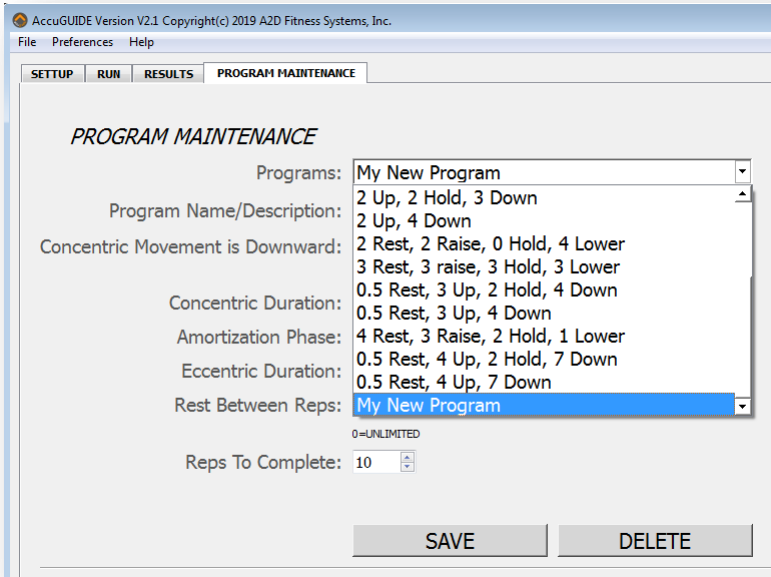 AccuGUIDE Version V2.1 Copyright(c) 2019 A2D Fitness Systems, Inc.
File Preferences Help
SETTUP RUN RESULTS PROGRAM MAINTENANCE
PROGRAM MAINTENANCE
Programs: My New Program
2 Up, 2 Hold, 3 Down
Program Name/Description:
2 Up, 4 Down
Concentric Movement is Downward:
2 Rest, 2 Raise, 0 Hold, 4 Lower
3 Rest, 3 raise, 3 Hold, 3 Lower
0.5 Rest, 3 Up, 2 Hold, 4 Down
Concentric Duration:
0.5 Rest, 3 Up, 4 Down
Amortization Phase: 4 Rest, 3 Raise, 2 Hold, 1 Lower
0.5 Rest, 4 Up, 2 Hold, 7 Down
Eccentric Duration:
0.5 Rest, 4 Up, 7 Down
Rest Between Reps: My New Program
0=UNLIMITED
Reps To Complete: 10
SAVE DELETE